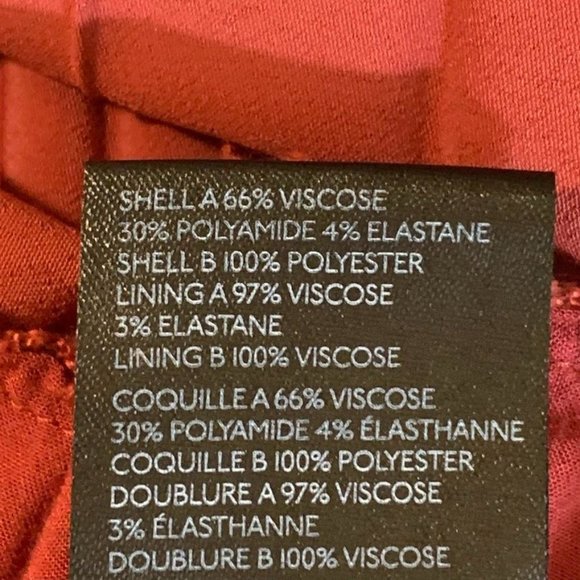 SHELL A 66% VISCOSE
30% POLYAMIDE 4% ELASTANE
SHELL B 100% POLYESTER
LINING A 97% VISCOSE
3% ELASTANE
LINING B 100% VISCOSE
COQUILLE A 66% VISCOSE
30% POLYAMIDE 4% ÉLASTHANNE
COQUILLE B 100% POLYESTER
DOUBLURE A 97% VISCOSE
3% ÉLASTHANNE
DOUBLURE B 100% VISCOSE